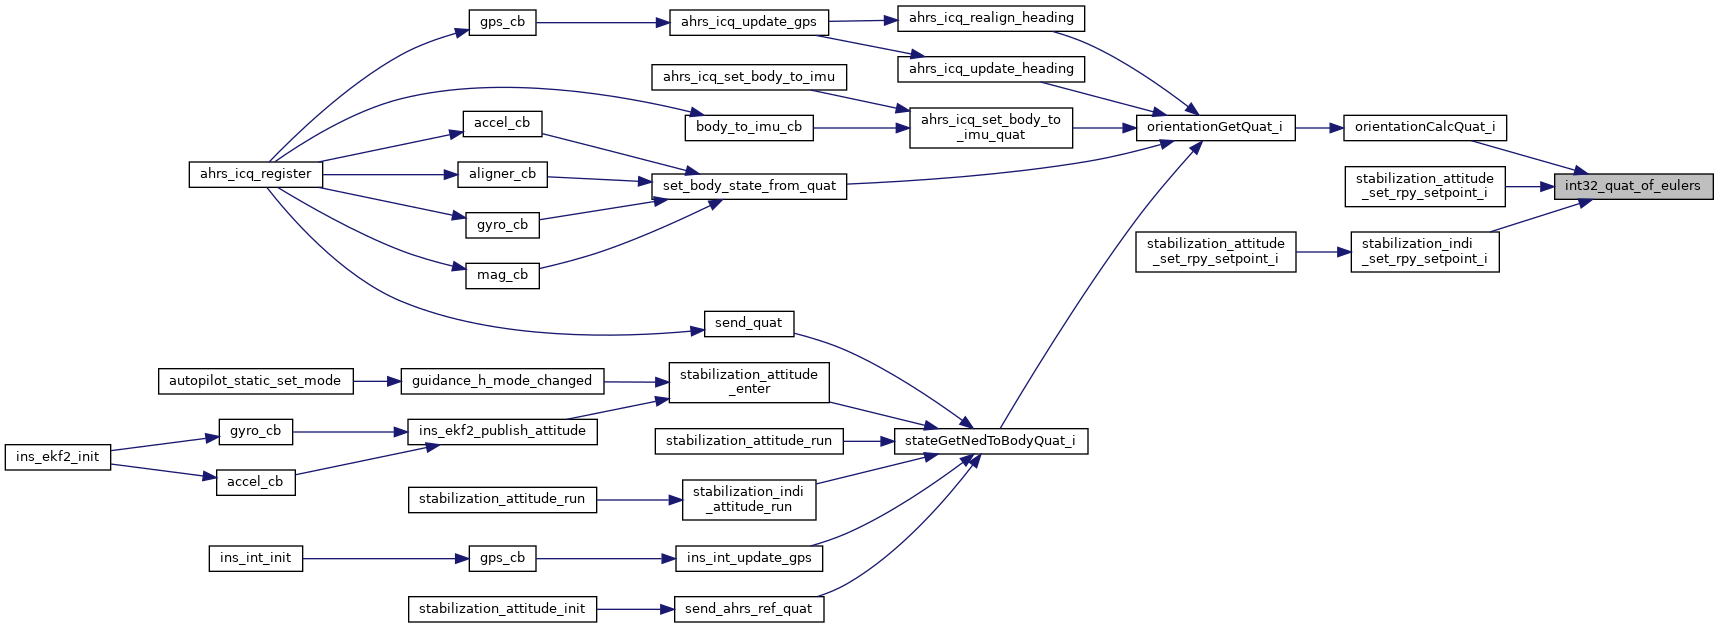 gps_cb
ahrs_icq_update_gps
ahrs_icq_realign_heading
ahrs_icq_update_heading
ahrs_icq_set_body_to_imu
accel_cb
body_to_imu_cb
ahrs_icq_set_body_to
_imu_quat
orientationGetQuat_i
orientationCalcQuat_i
ahrs_icq_register
aligner_cb
set_body_state_from_quat
stabilization_attitude
_set_rpy_setpoint_i
int32_quat_of_eulers
gyro_cb
mag_cb
stabilization_attitude
_set_rpy_setpoint_i
stabilization_indi
_set_rpy_setpoint_i
send_quat
autopilot_static_set_mode
guidance_h_mode_changed
stabilization_attitude
_enter
gyro_cb
ins_ekf2_publish_attitude
stabilization_attitude_run
stateGetNedToBodyQuat_i
ins_ekf2_init
accel_cb
stabilization_attitude_run
stabilization_indi
_attitude_run
ins_int_init
gps_cb
ins_int_update_gps
stabilization_attitude_init
send_ahrs_ref_quat